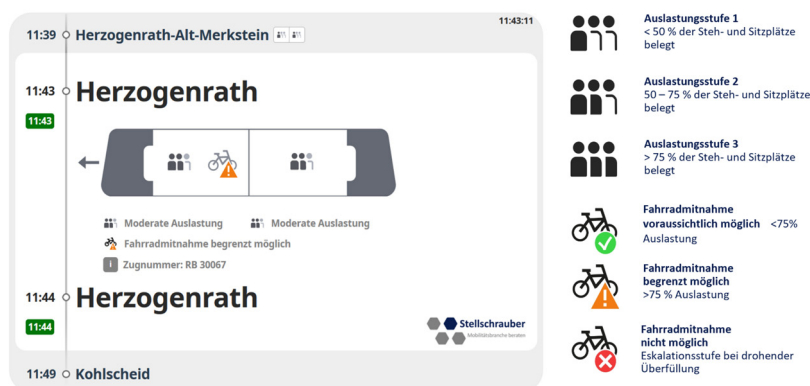 11:43:11
11:39 Herzogenrath-Alt-Merkstein
11:43 Herzogenrath
11:43
Moderate Auslastung Moderate Auslastung
Fahrradmitnahme begrenzt möglich
i Zugnummer: RB 30067
11:44 Herzogenrath
11:44
Stellschrauber
Mobilitätsbranche beraten
11:49 Kohlscheid
Auslastungsstufe 1
< 50 % der Steh- und Sitzplätze
belegt
Auslastungsstufe 2
50 – 75 % der Steh- und Sitzplätze
belegt
Auslastungsstufe 3
> 75 % der Steh- und Sitzplätze
belegt
Fahrradmitnahme
voraussichtlich möglich <75%
Auslastung
Fahrradmitnahme
begrenzt möglich
>75 % Auslastung
Fahrradmitnahme
nicht möglich
Eskalationsstufe bei drohender
Überfüllung